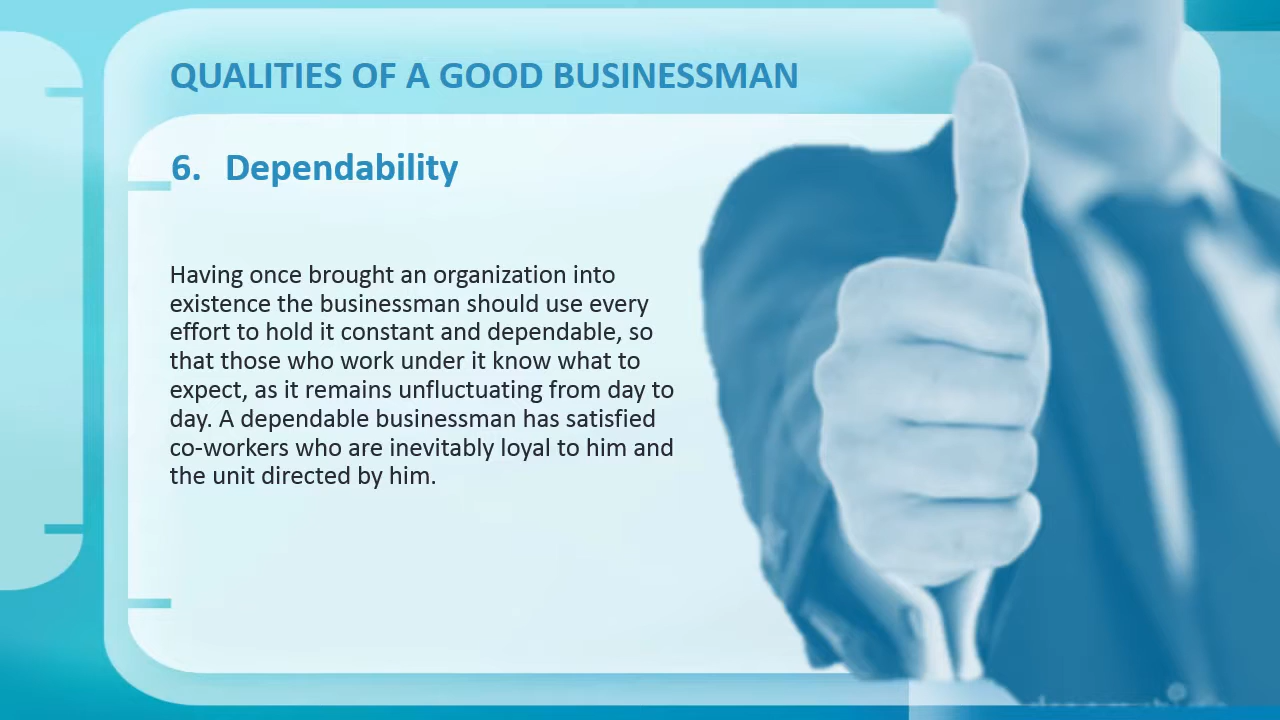 QUALITIES OF A GOOD BUSINESSMAN
6. Dependability
Having once brought an organization into
existence the businessman should use every
effort to hold it constant and dependable, so
that those who work under it know what to
expect, as it remains unfluctuating from day to
day. A dependable businessman has satisfied
co-workers who are inevitably loyal to him and
the unit directed by him.